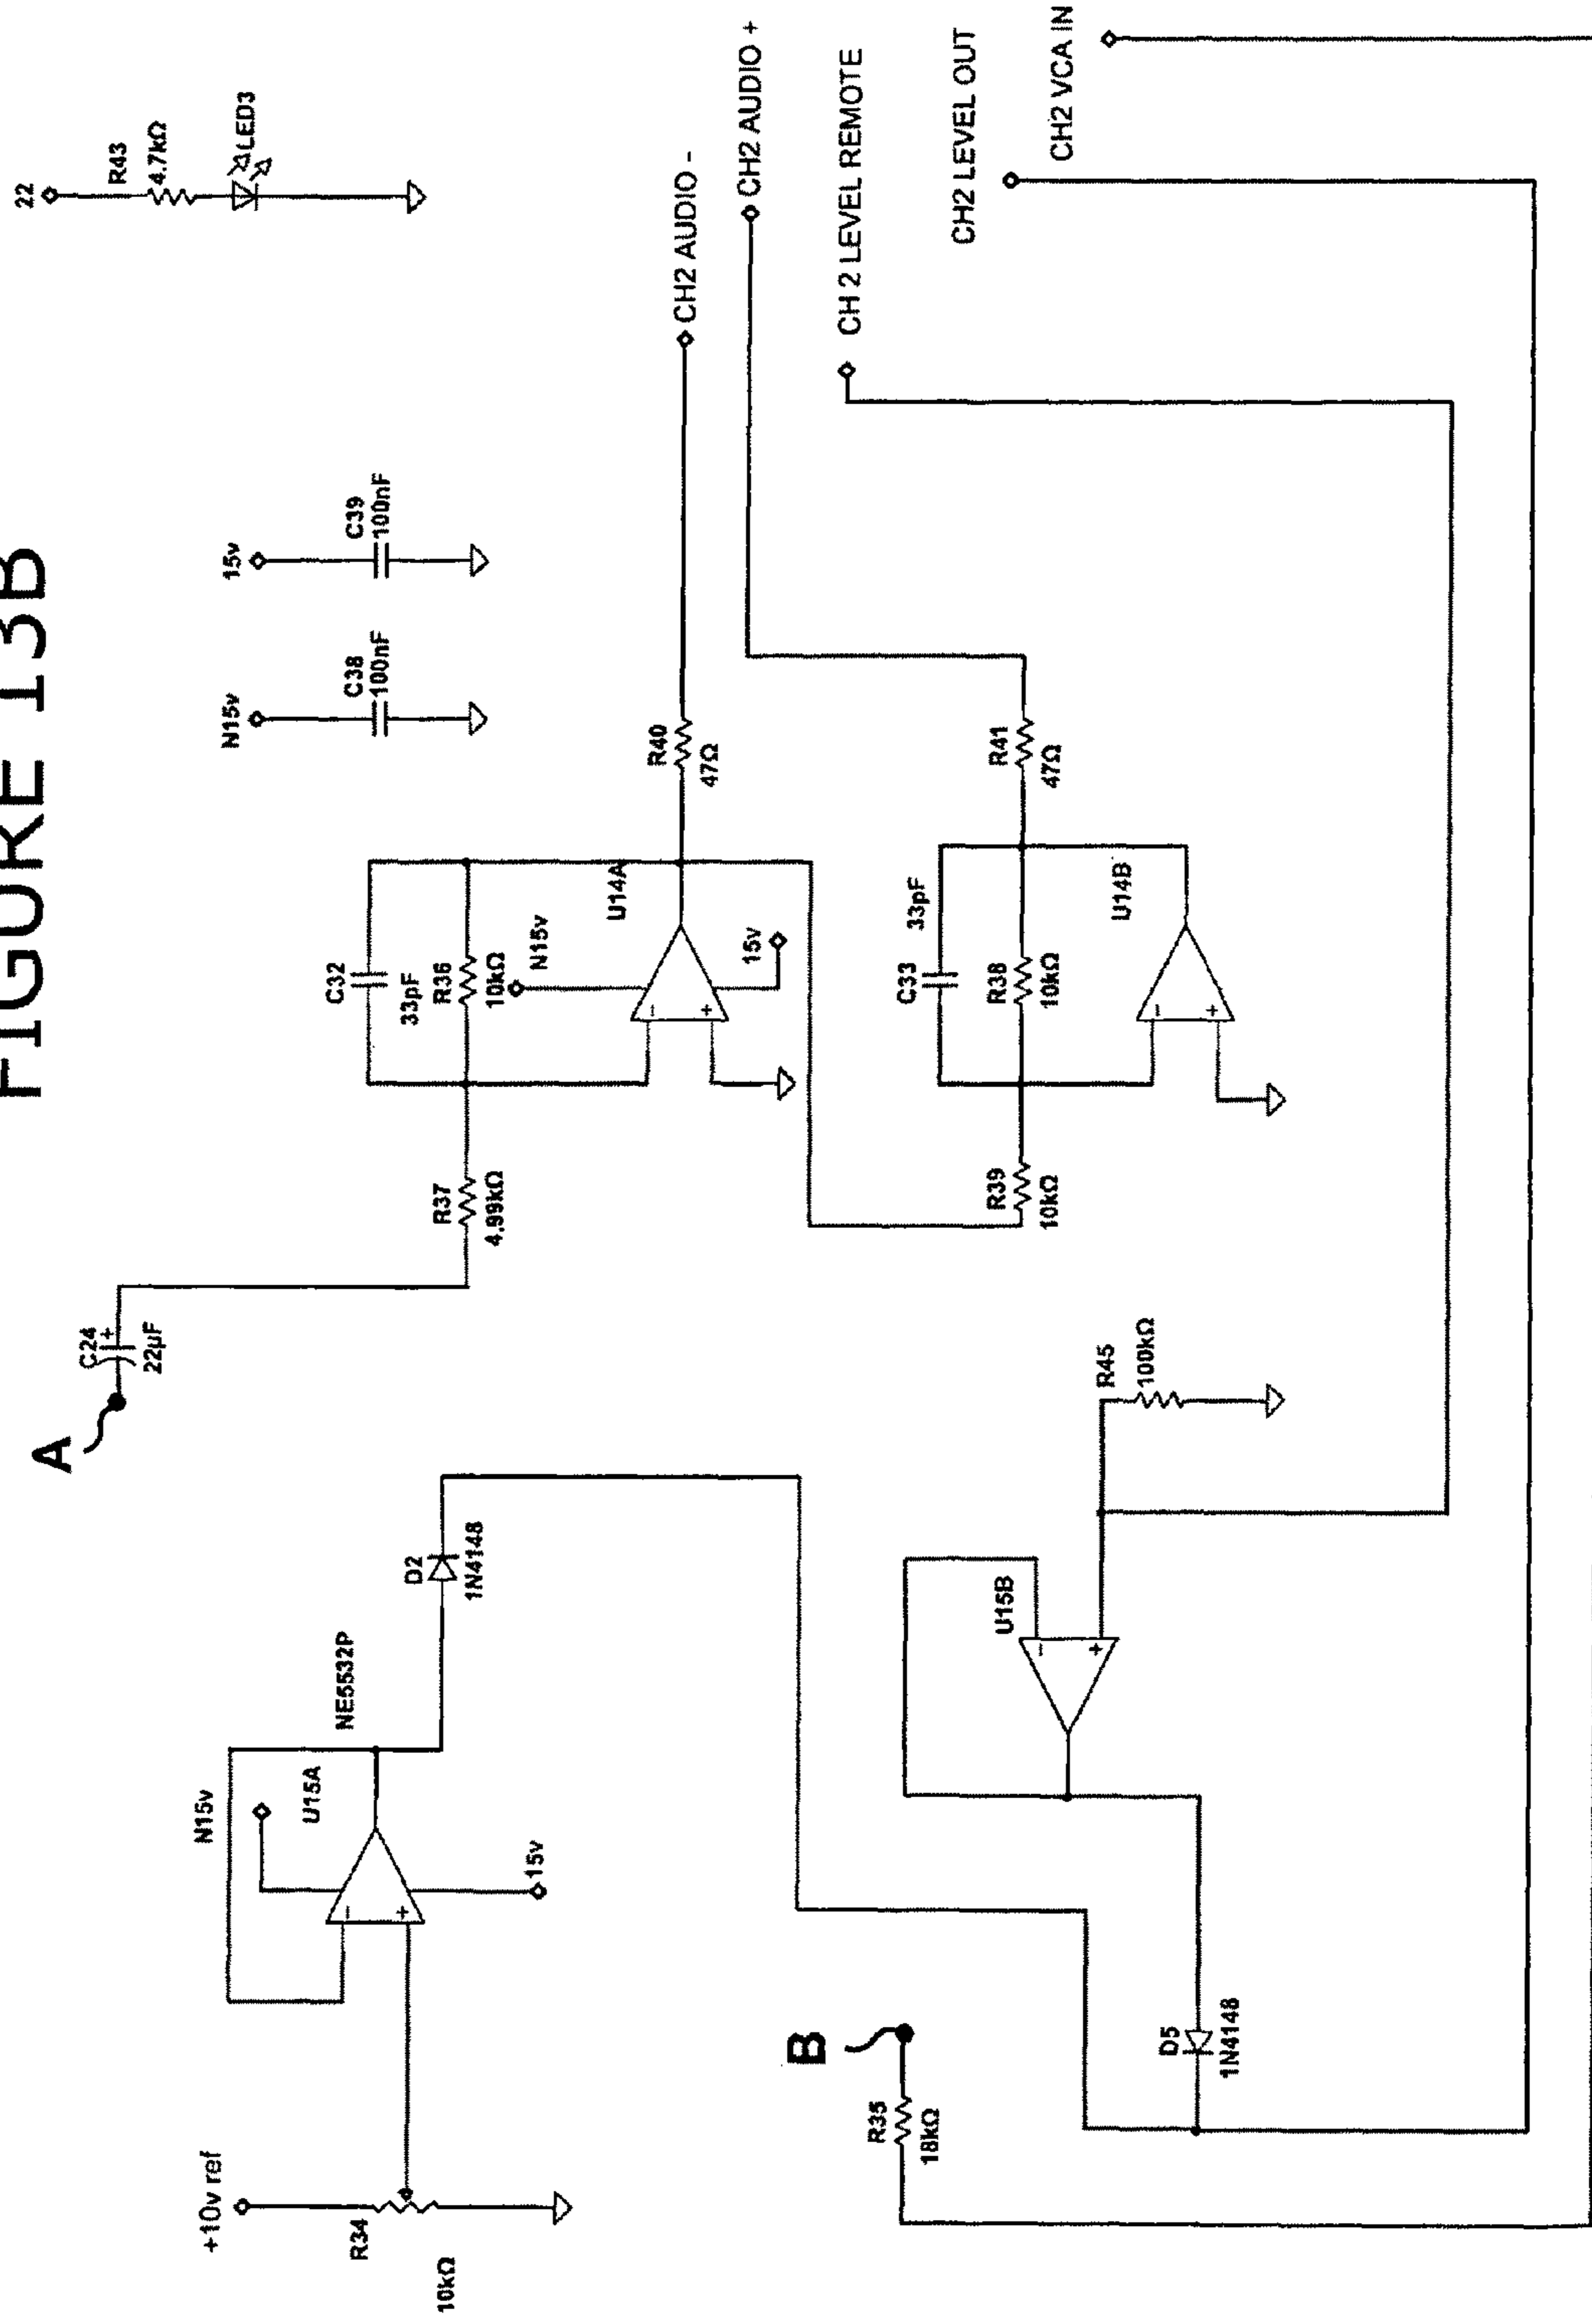 FIGURE 13B
A
C24
+
22µF
22
R43
4.7kΩ
LED3
+10v ref
R34
10kΩ
N15v
U15A
NE5532P
-
+
15v
D2
1N4148
R37
4.99kΩ
C32
33pF
R36
10kΩ
N15v
U14A
-
+
15v
N15v
C38
100nF
15v
C39
100nF
R40
47Ω
CH2 AUDIO -
CH2 AUDIO +
B
R35
18kΩ
D5
1N4148
U15B
-
+
R45
100kΩ
R39
10kΩ
C33
33pF
R38
10kΩ
U14B
-
+
R41
47Ω
CH 2 LEVEL REMOTE
CH2 LEVEL OUT
CH2 VCA IN